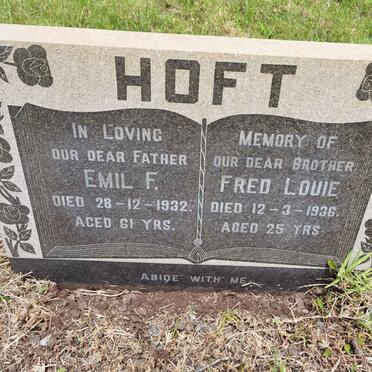 HOFT
IN LOVING
OUR DEAR FATHER
EMIL F.
DIED 28-12-1932.
AGED 61 YRS.
MEMORY OF
OUR DEAR BROTHER
FRED LOUIE
DIED 12-3-1936.
AGED 25 YRS
ABIDE WITH ME